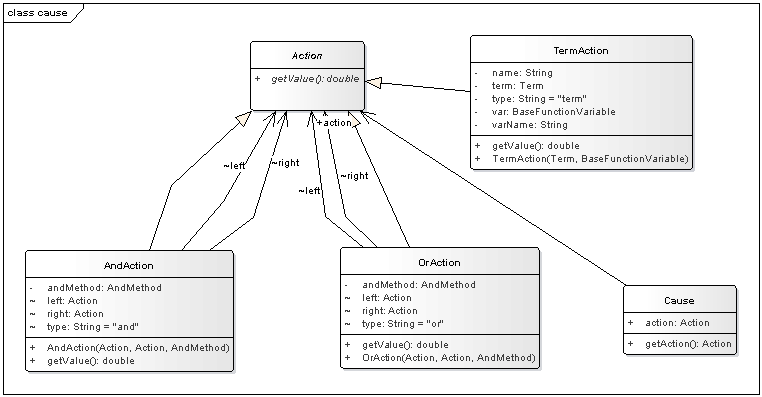 class cause
Action
+ getValue(): double
TermAction
- name: String
- term: Term
- type: String = "term"
- var: BaseFunctionVariable
- varName: String
+ getValue(): double
+ TermAction(Term, BaseFunctionVariable)
+action
~left
~right
~left
~right
AndAction
- andMethod: AndMethod
~ left: Action
~ right: Action
~ type: String = "and"
+ AndAction(Action, Action, AndMethod)
+ getValue(): double
OrAction
- andMethod: AndMethod
~ left: Action
~ right: Action
~ type: String = "or"
+ getValue(): double
+ OrAction(Action, Action, AndMethod)
Cause
+ action: Action
+ getAction(): Action